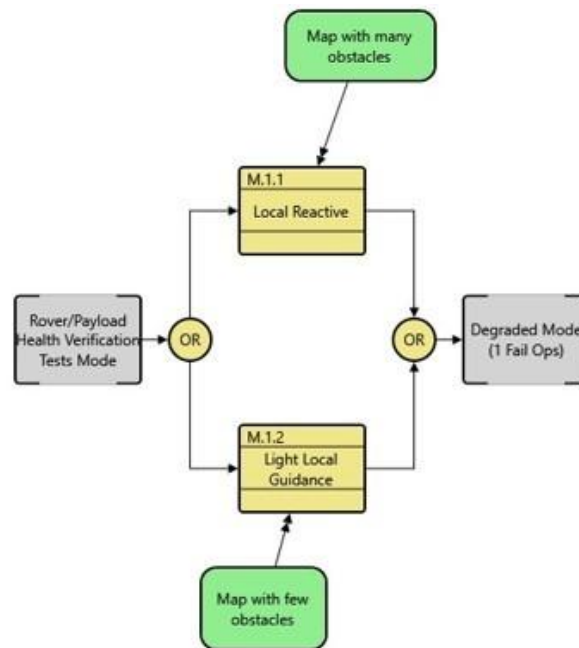 Map with many
obstacles
M.1.1
Local Reactive
Rover/Payload
Health Verification
Tests Mode
OR
OR
Degraded Mode
(1 Fail Ops)
M.1.2
Light Local
Guidance
Map with few
obstacles